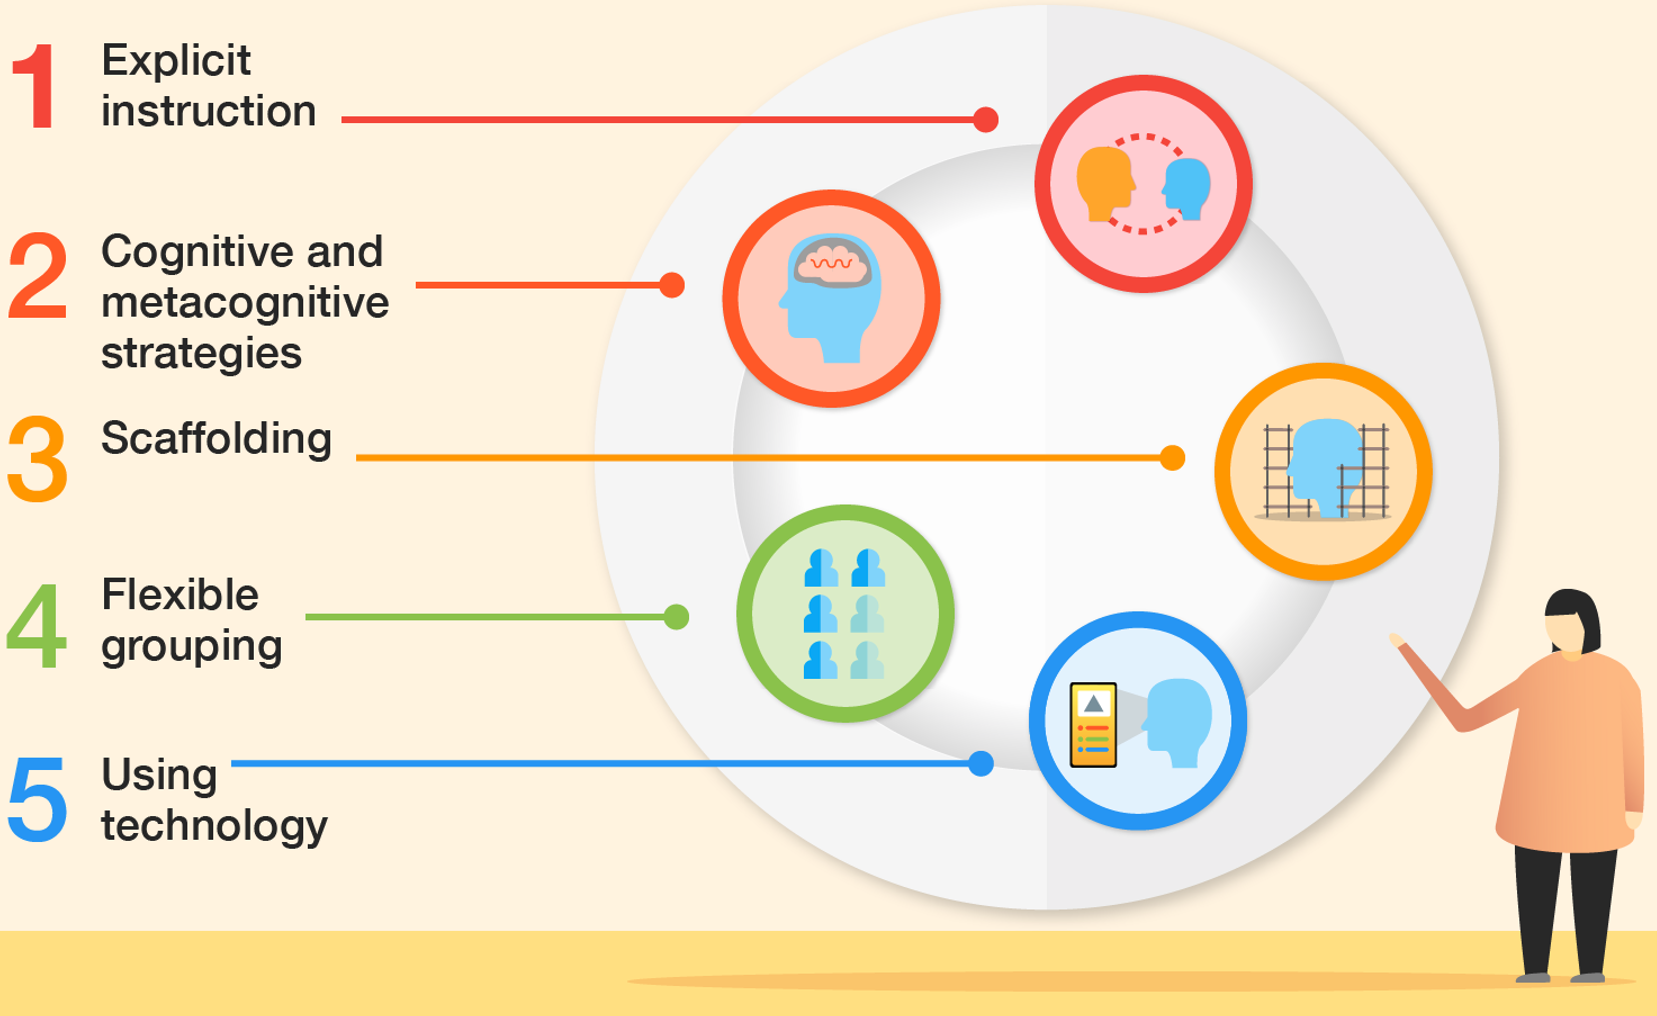 1
Explicit
instruction
2
Cognitive and
metacognitive
strategies
3
Scaffolding
4
Flexible
grouping
5
Using
technology